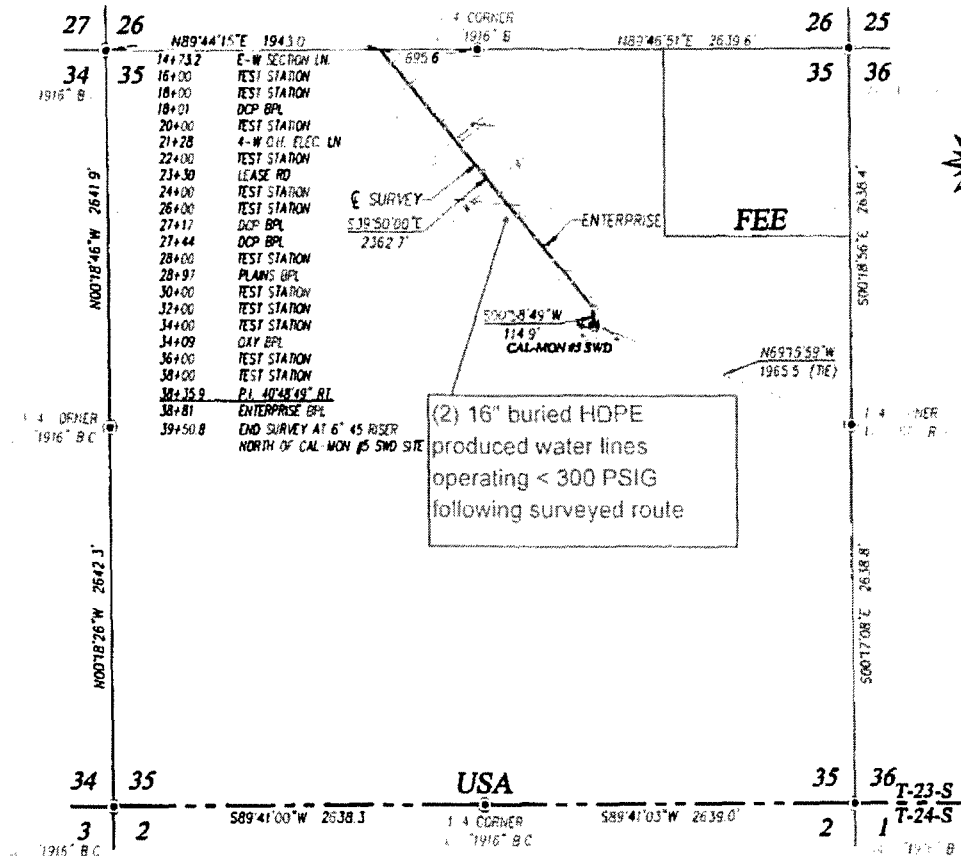 27 26
1/4 CORNER
26 25
N89°44'15"E 1943.0
1916" B
N89°46'51"E 2639.6'
34 35
695.6
35 36
1916" B
14+73.2 E-W SECTION LN.
16+00 TEST STATION
18+00 TEST STATION
18+01 DCP BPL
20+00 TEST STATION
21+28 4-W O.H. ELEC LN
22+00 TEST STATION
23+30 LEASE RD
24+00 TEST STATION
26+00 TEST STATION
27+17 DCP BPL
27+44 DCP BPL
28+00 TEST STATION
28+97 PLAINS BPL
30+00 TEST STATION
32+00 TEST STATION
34+00 TEST STATION
34+09 OXY BPL
36+00 TEST STATION
38+00 TEST STATION
38+35.9 P.I. 40°48'49" RT.
38+81 ENTERPRISE BPL
39+50.8 END SURVEY AT 6" 45 RISER
NORTH OF CAL-MON #5 SWD SITE
N00°18'46"W 2641.9'
℄ SURVEY
S39°50'00"E
2362.7'
ENTERPRISE
FEE
S00°18'56"E 2638.4'
S00°58'49"W
114.9'
CAL-MON #5 SWD
N69°15'59"W
1965.5 (TIE)
1916" B.C
(2) 16" buried HDPE
produced water lines
operating < 300 PSIG
following surveyed route
N00°18'26"W 2642.3'
S00°17'08"E 2638.8'
34 35
USA
35 36
T-23-S
T-24-S
S89°41'00"W 2638.3
S89°41'03"W 2639.0'
3 2
1/4 CORNER
2 1
1916" B.C
1916" B.C